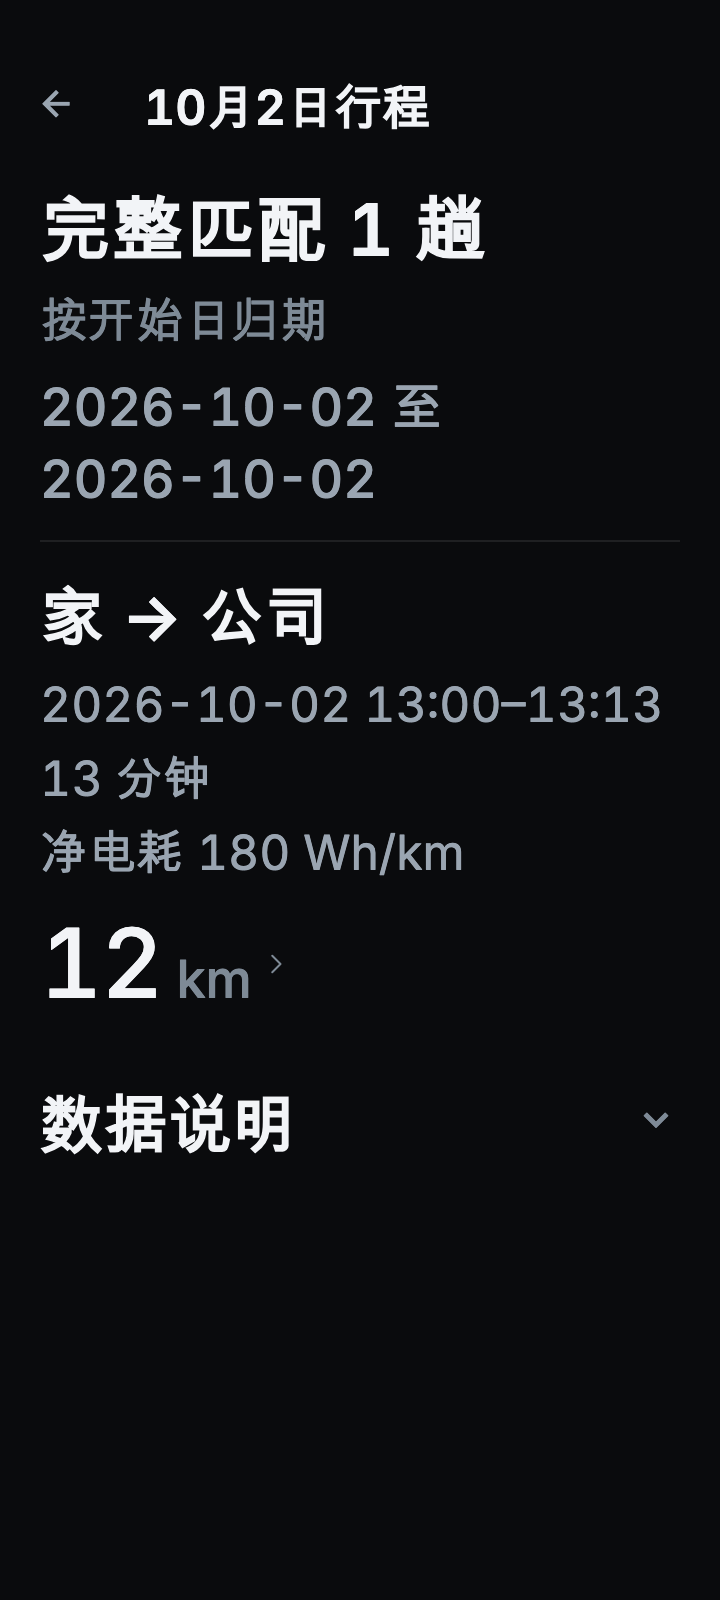 10月2日行程
完整匹配 1 趟
按开始日归期
2026-10-02 至
2026-10-02
家 → 公司
2026-10-02 13:00–13:13
13 分钟
净电耗 180 Wh/km
12 km
数据说明